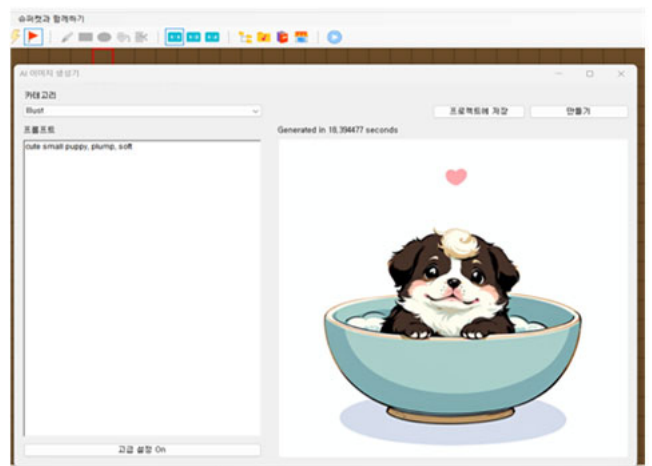 슈퍼캣과 함께하기
AI 이미지 생성기
카테고리
Illust
프로젝트에 저장
만들기
프롬프트
Generated in 18.394477 seconds
cute small puppy, plump, soft
고급 설정 On